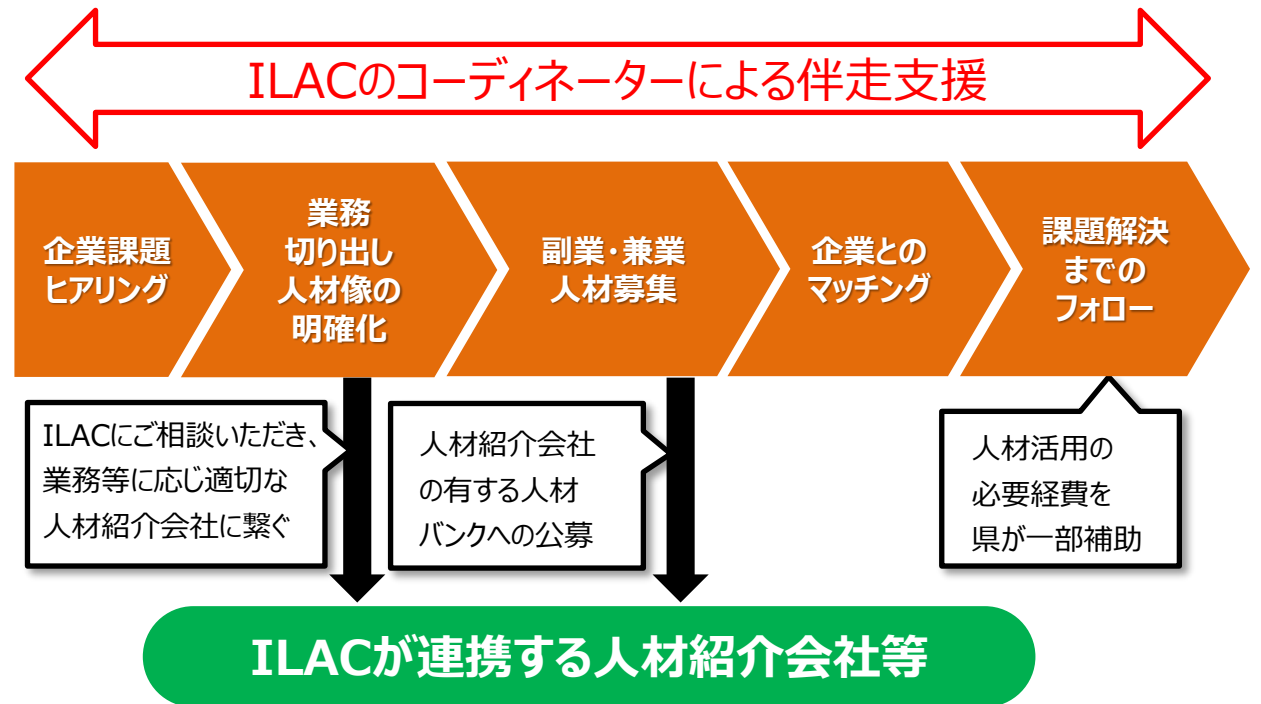 ILACのコーディネーターによる伴走支援
企業課題
ヒアリング
業務
切り出し
人材像の
明確化
副業・兼業
人材募集
企業との
マッチング
課題解決
までの
フォロー
ILACにご相談いただき、
業務等に応じ適切な
人材紹介会社に繋ぐ
人材紹介会社
の有する人材
バンクへの公募
人材活用の
必要経費を
県が一部補助
ILACが連携する人材紹介会社等